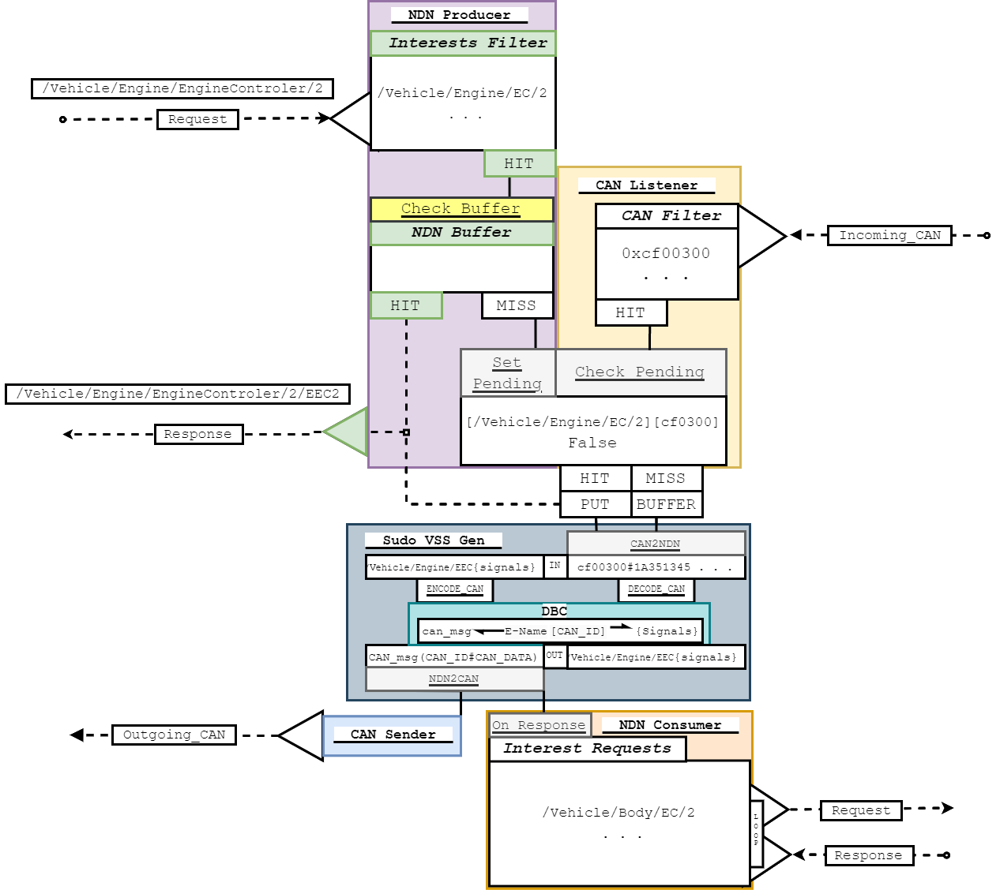 NDN Producer
Interests Filter
/Vehicle/Engine/EngineControler/2
/Vehicle/Engine/EC/2
. . .
Request
HIT
CAN Listener
Check Buffer
CAN Filter
NDN Buffer
Incoming_CAN
0xcf00300
. . .
HIT
MISS
HIT
Set
Pending
Check Pending
/Vehicle/Engine/EngineControler/2/EEC2
[/Vehicle/Engine/EC/2][cf0300]
False
Response
HIT
MISS
PUT
BUFFER
Sudo VSS Gen
CAN2NDN
/Vehicle/Engine/EEC{signals}
IN
cf00300#1A351345 . . .
ENCODE_CAN
DECODE_CAN
DBC
can_msg
E-Name [CAN_ID]
{Signals}
CAN_msg(CAN_ID#CAN_DATA)
OUT
/Vehicle/Engine/EEC{signals}
NDN2CAN
On Response
NDN Consumer
Outgoing_CAN
CAN Sender
Interest Requests
/Vehicle/Body/EC/2
. . .
Request
LOOP
Response